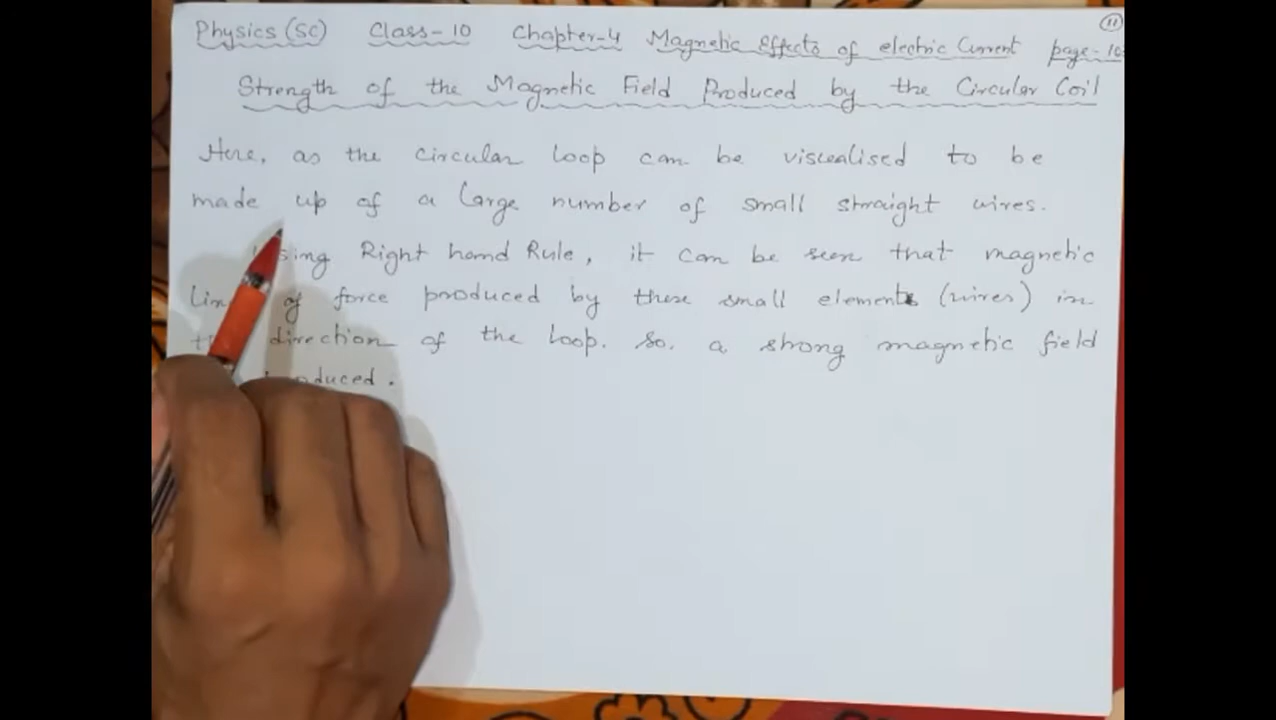 11
Physics (SC) Class-10 Chapter-4 Magnetic Effects of electric Current page-10
Strength of the Magnetic Field Produced by the Circular Coil
Here, as the circular loop can be visualised to be
made up of a large number of small straight wires.
Right hand Rule, it can be seen that magnetic
of force produced by these small elements (wires) in
direction of the loop. So, a strong magnetic field